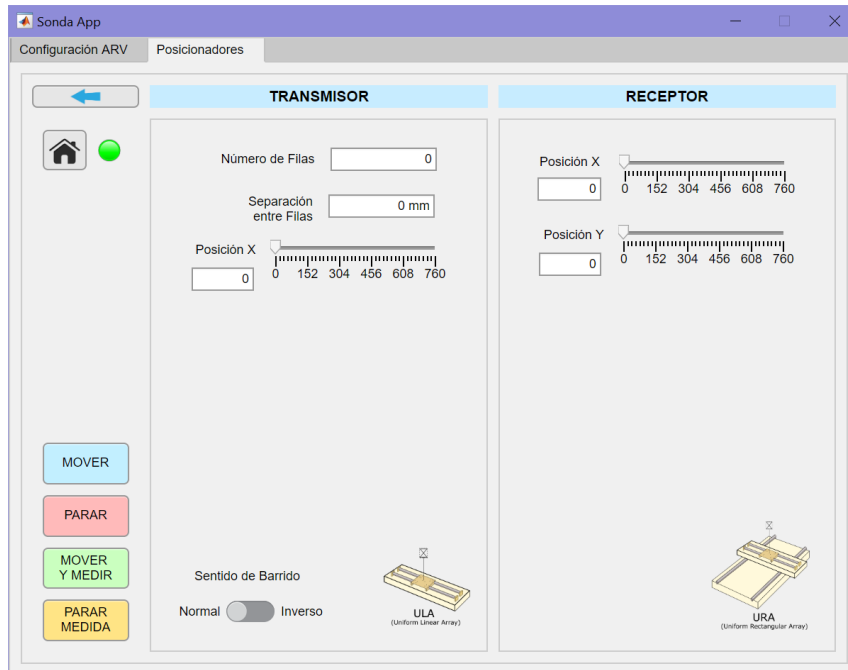 Sonda App
Configuración ARV
Posicionadores
TRANSMISOR
RECEPTOR
Número de Filas
0
Separación
entre Filas
0 mm
Posición X
0
0 152 304 456 608 760
Posición X
0
0 152 304 456 608 760
Posición Y
0
0 152 304 456 608 760
MOVER
PARAR
MOVER
Y MEDIR
PARAR
MEDIDA
Sentido de Barrido
Normal
Inverso
ULA
(Uniform Linear Array)
URA
(Uniform Rectangular Array)